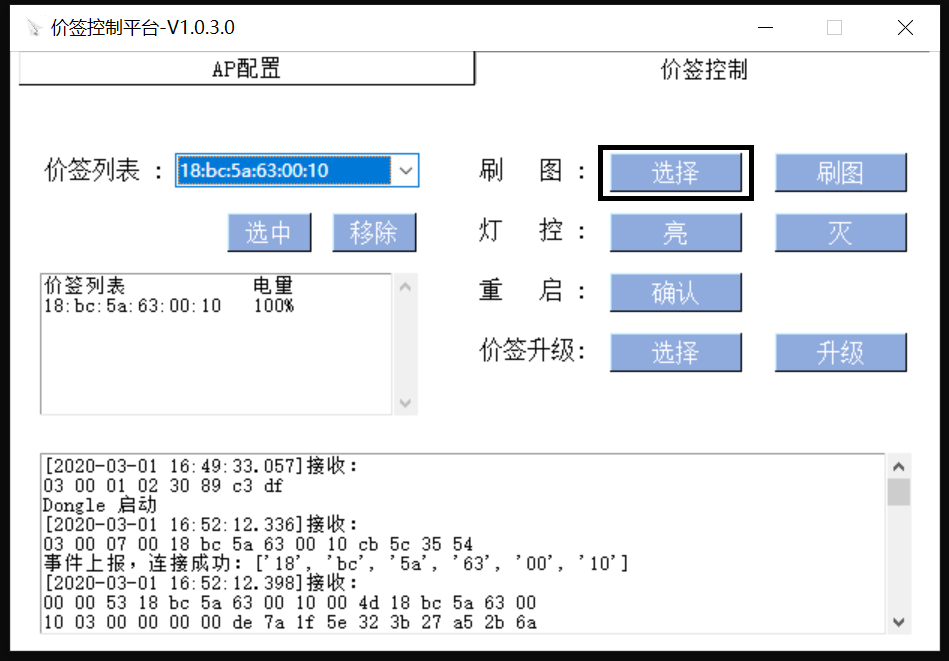 价签控制平台-V1.0.3.0
AP配置 价签控制
价签列表 : 18:bc:5a:63:00:10 刷 图 : 选择 刷图
选中 移除 灯 控 : 亮 灭
价签列表 电量
18:bc:5a:63:00:10 100%
重 启 : 确认
价签升级: 选择 升级
[2020-03-01 16:49:33.057]接收:
03 00 01 02 30 89 c3 df
Dongle 启动
[2020-03-01 16:52:12.336]接收:
03 00 07 00 18 bc 5a 63 00 10 cb 5c 35 54
事件上报,连接成功: ['18', 'bc', '5a', '63', '00', '10']
[2020-03-01 16:52:12.398]接收:
00 00 53 18 bc 5a 63 00 10 00 4d 18 bc 5a 63 00
10 03 00 00 00 00 de 7a 1f 5e 32 3b 27 a5 2b 6a